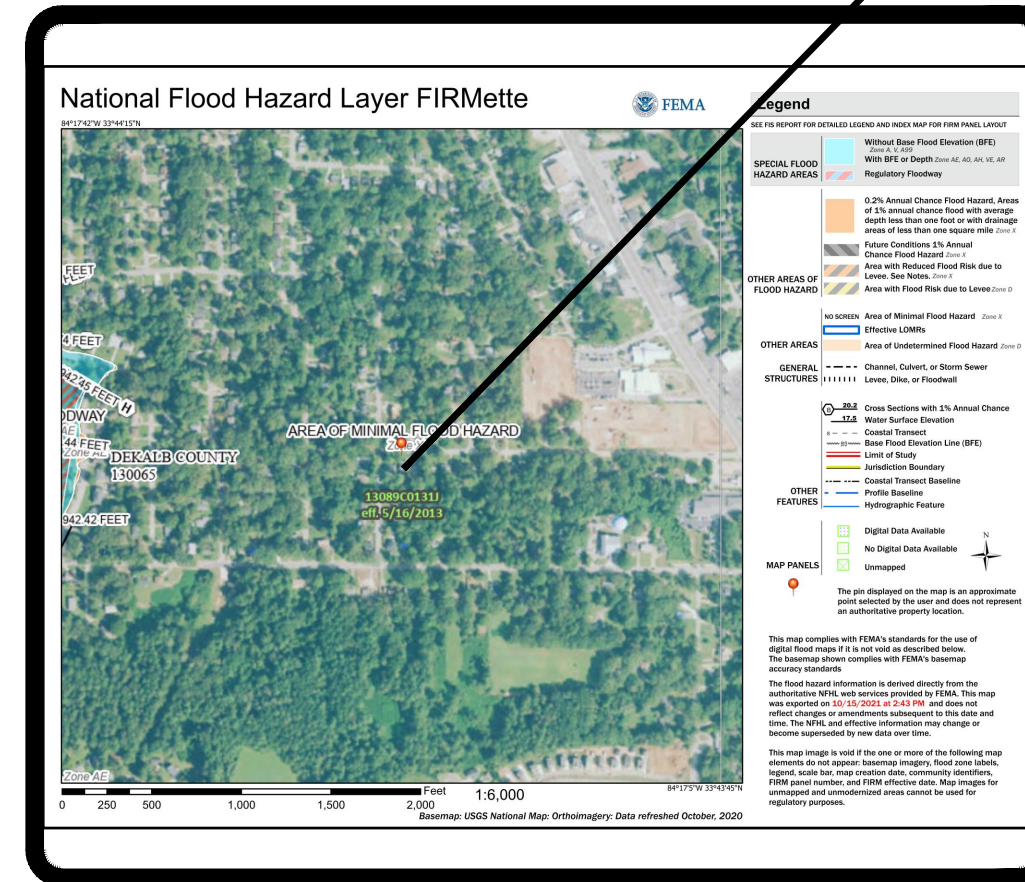 National Flood Hazard Layer FIRMette
FEMA
84°17'42"W 33°44'15"N
FEET
4 FEET
942.45 FEET H
ODWAY
AE
44 FEET
Zone AE
DEKALB COUNTY
130065
942.42 FEET
AREA OF MINIMAL FLOOD HAZARD
13089C0131J
eff. 5/16/2013
Zone AE
84°17'5"W 33°43'45"N
0 250 500 1,000 1,500 2,000
Feet
1:6,000
Basemap: USGS National Map: Orthoimagery: Data refreshed October, 2020
Legend
SEE FIS REPORT FOR DETAILED LEGEND AND INDEX MAP FOR FIRM PANEL LAYOUT
SPECIAL FLOOD
HAZARD AREAS
Without Base Flood Elevation (BFE)
Zone A, V, A99
With BFE or Depth Zone AE, AO, AH, VE, AR
Regulatory Floodway
0.2% Annual Chance Flood Hazard, Areas
of 1% annual chance flood with average
depth less than one foot or with drainage
areas of less than one square mile Zone X
Future Conditions 1% Annual
Chance Flood Hazard Zone X
Area with Reduced Flood Risk due to
Levee. See Notes. Zone X
Area with Flood Risk due to Levee Zone D
OTHER AREAS OF
FLOOD HAZARD
NO SCREEN Area of Minimal Flood Hazard Zone X
Effective LOMRs
Area of Undetermined Flood Hazard Zone D
OTHER AREAS
GENERAL
STRUCTURES
Channel, Culvert, or Storm Sewer
Levee, Dike, or Floodwall
B 20.2 Cross Sections with 1% Annual Chance
17.5 Water Surface Elevation
8 Coastal Transect
Base Flood Elevation Line (BFE)
Limit of Study
Jurisdiction Boundary
Coastal Transect Baseline
Profile Baseline
Hydrographic Feature
OTHER
FEATURES
Digital Data Available
No Digital Data Available
Unmapped
MAP PANELS
N
The pin displayed on the map is an approximate
point selected by the user and does not represent
an authoritative property location.
This map complies with FEMA's standards for the use of
digital flood maps if it is not void as described below.
The basemap shown complies with FEMA's basemap
accuracy standards
The flood hazard information is derived directly from the
authoritative NFHL web services provided by FEMA. This map
was exported on 10/15/2021 at 2:43 PM and does not
reflect changes or amendments subsequent to this date and
time. The NFHL and effective information may change or
become superseded by new data over time.
This map image is void if the one or more of the following map
elements do not appear: basemap imagery, flood zone labels,
legend, scale bar, map creation date, community identifiers,
FIRM panel number, and FIRM effective date. Map images for
unmapped and unmodernized areas cannot be used for
regulatory purposes.